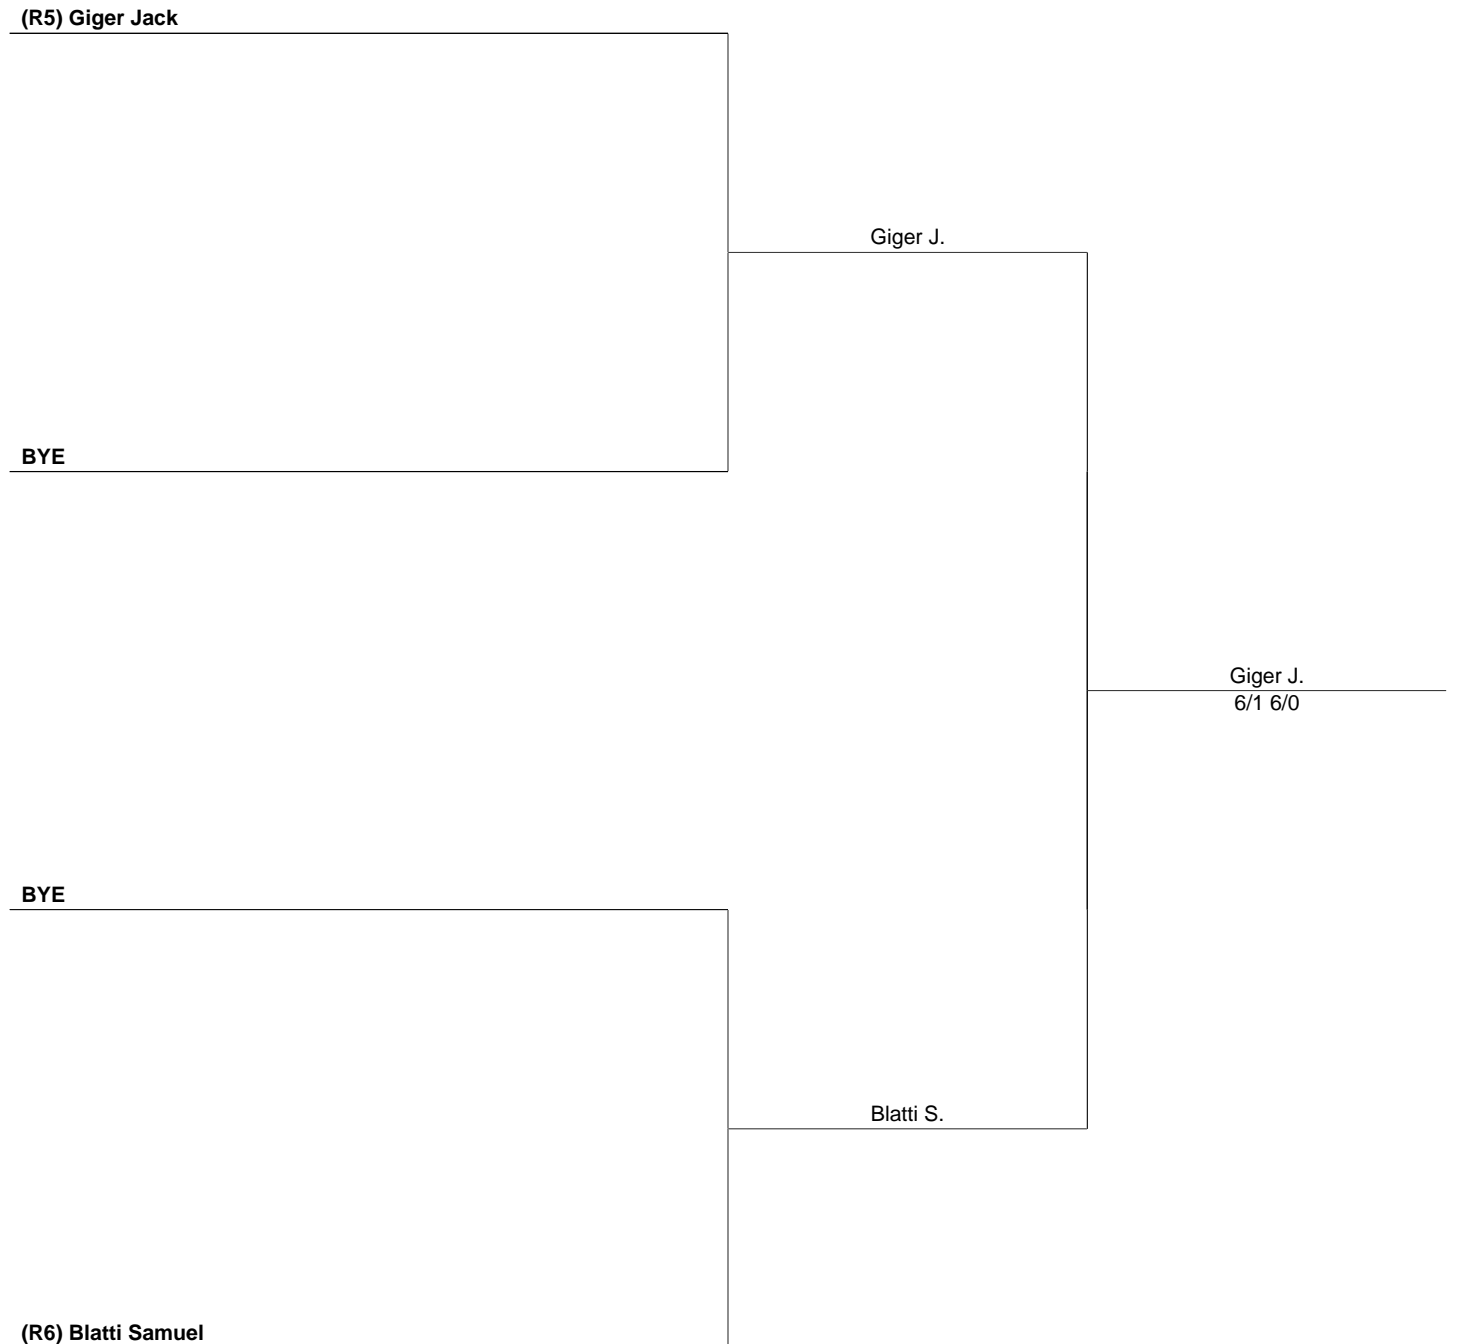 (R5) Giger Jack
Giger J.
BYE
Giger J.
6/1 6/0
BYE
Blatti S.
(R6) Blatti Samuel